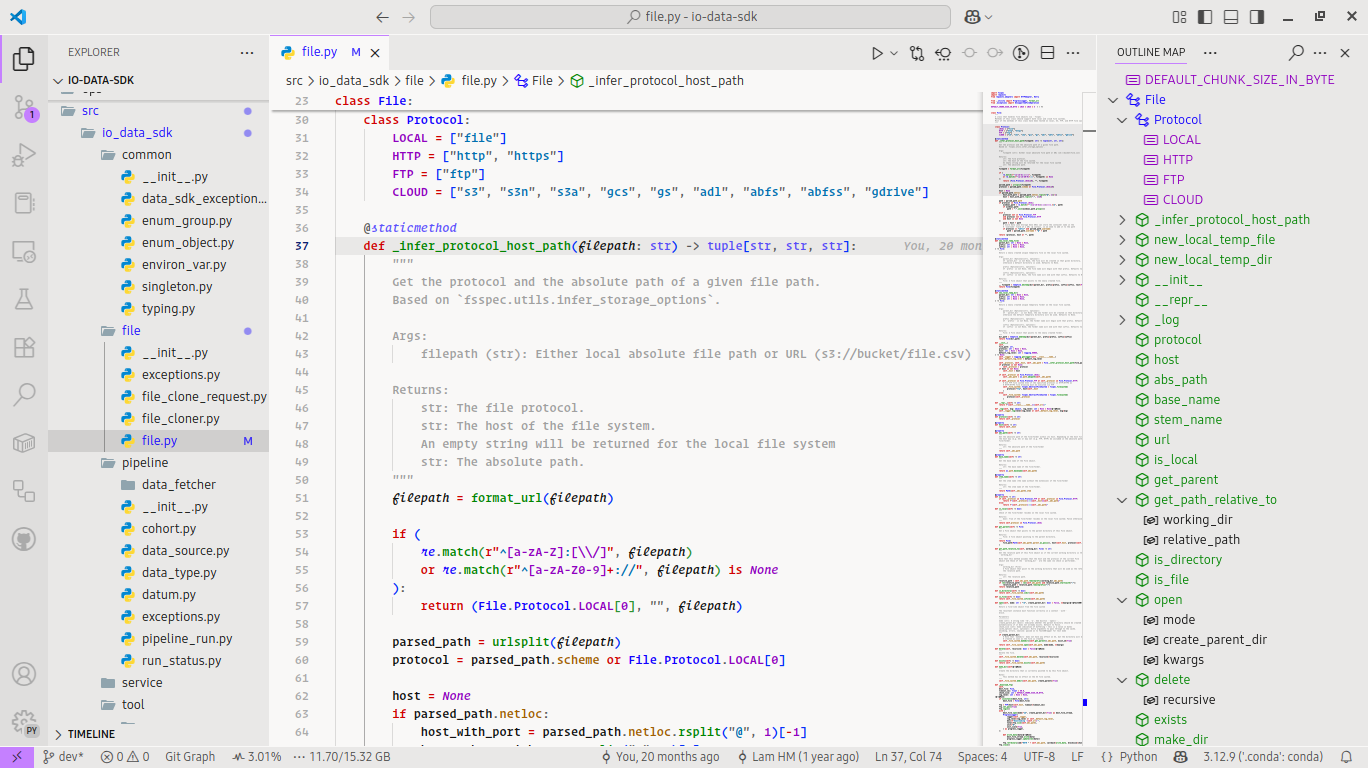 file.py - io-data-sdk
EXPLORER
IO-DATA-SDK
src
io_data_sdk
common
__init__.py
data_sdk_exception...
enum_group.py
enum_object.py
environ_var.py
singleton.py
typing.py
file
__init__.py
exceptions.py
file_clone_request.py
file_cloner.py
file.py M
pipeline
data_fetcher
__init__.py
cohort.py
data_source.py
data_type.py
datum.py
exceptions.py
pipeline_run.py
run_status.py
service
tool
TIMELINE
1
PY
file.py M
src > io_data_sdk > file > file.py > File > _infer_protocol_host_path
23 class File:
30 class Protocol:
31 LOCAL = ["file"]
32 HTTP = ["http", "https"]
33 FTP = ["ftp"]
34 CLOUD = ["s3", "s3n", "s3a", "gcs", "gs", "adl", "abfs", "abfss", "gdrive"]
35
36 @staticmethod
37 def _infer_protocol_host_path(filepath: str) -> tuple[str, str, str]: You, 20 mon
38 """
39 Get the protocol and the absolute path of a given file path.
40 Based on `fsspec.utils.infer_storage_options`.
41
42 Args:
43 filepath (str): Either local absolute file path or URL (s3://bucket/file.csv)
44
45 Returns:
46 str: The file protocol.
47 str: The host of the file system.
48 An empty string will be returned for the local file system
49 str: The absolute path.
50 """
51 filepath = format_url(filepath)
52
53 if (
54 re.match(r"^[a-zA-Z]:[\\/]", filepath)
55 or re.match(r"^[a-zA-Z0-9]+://", filepath) is None
56 ):
57 return (File.Protocol.LOCAL[0], "", filepath)
58
59 parsed_path = urlsplit(filepath)
60 protocol = parsed_path.scheme or File.Protocol.LOCAL[0]
61
62 host = None
63 if parsed_path.netloc:
64 host_with_port = parsed_path.netloc.rsplit("@", 1)[-1]
OUTLINE MAP
DEFAULT_CHUNK_SIZE_IN_BYTE
File
Protocol
LOCAL
HTTP
FTP
CLOUD
_infer_protocol_host_path
new_local_temp_file
new_local_temp_dir
__init__
__repr__
_log
protocol
host
abs_path
base_name
stem_name
url
is_local
get_parent
get_path_relative_to
working_dir
relative_path
is_directory
is_file
open
mode
create_parent_dir
kwargs
delete
recursive
exists
make_dir
dev* 0 0 Git Graph 3.01% 11.70/15.32 GB You, 20 months ago Lam HM (1 year ago) Ln 37, Col 74 Spaces: 4 UTF-8 LF {} Python 3.12.9 ('.conda': conda)